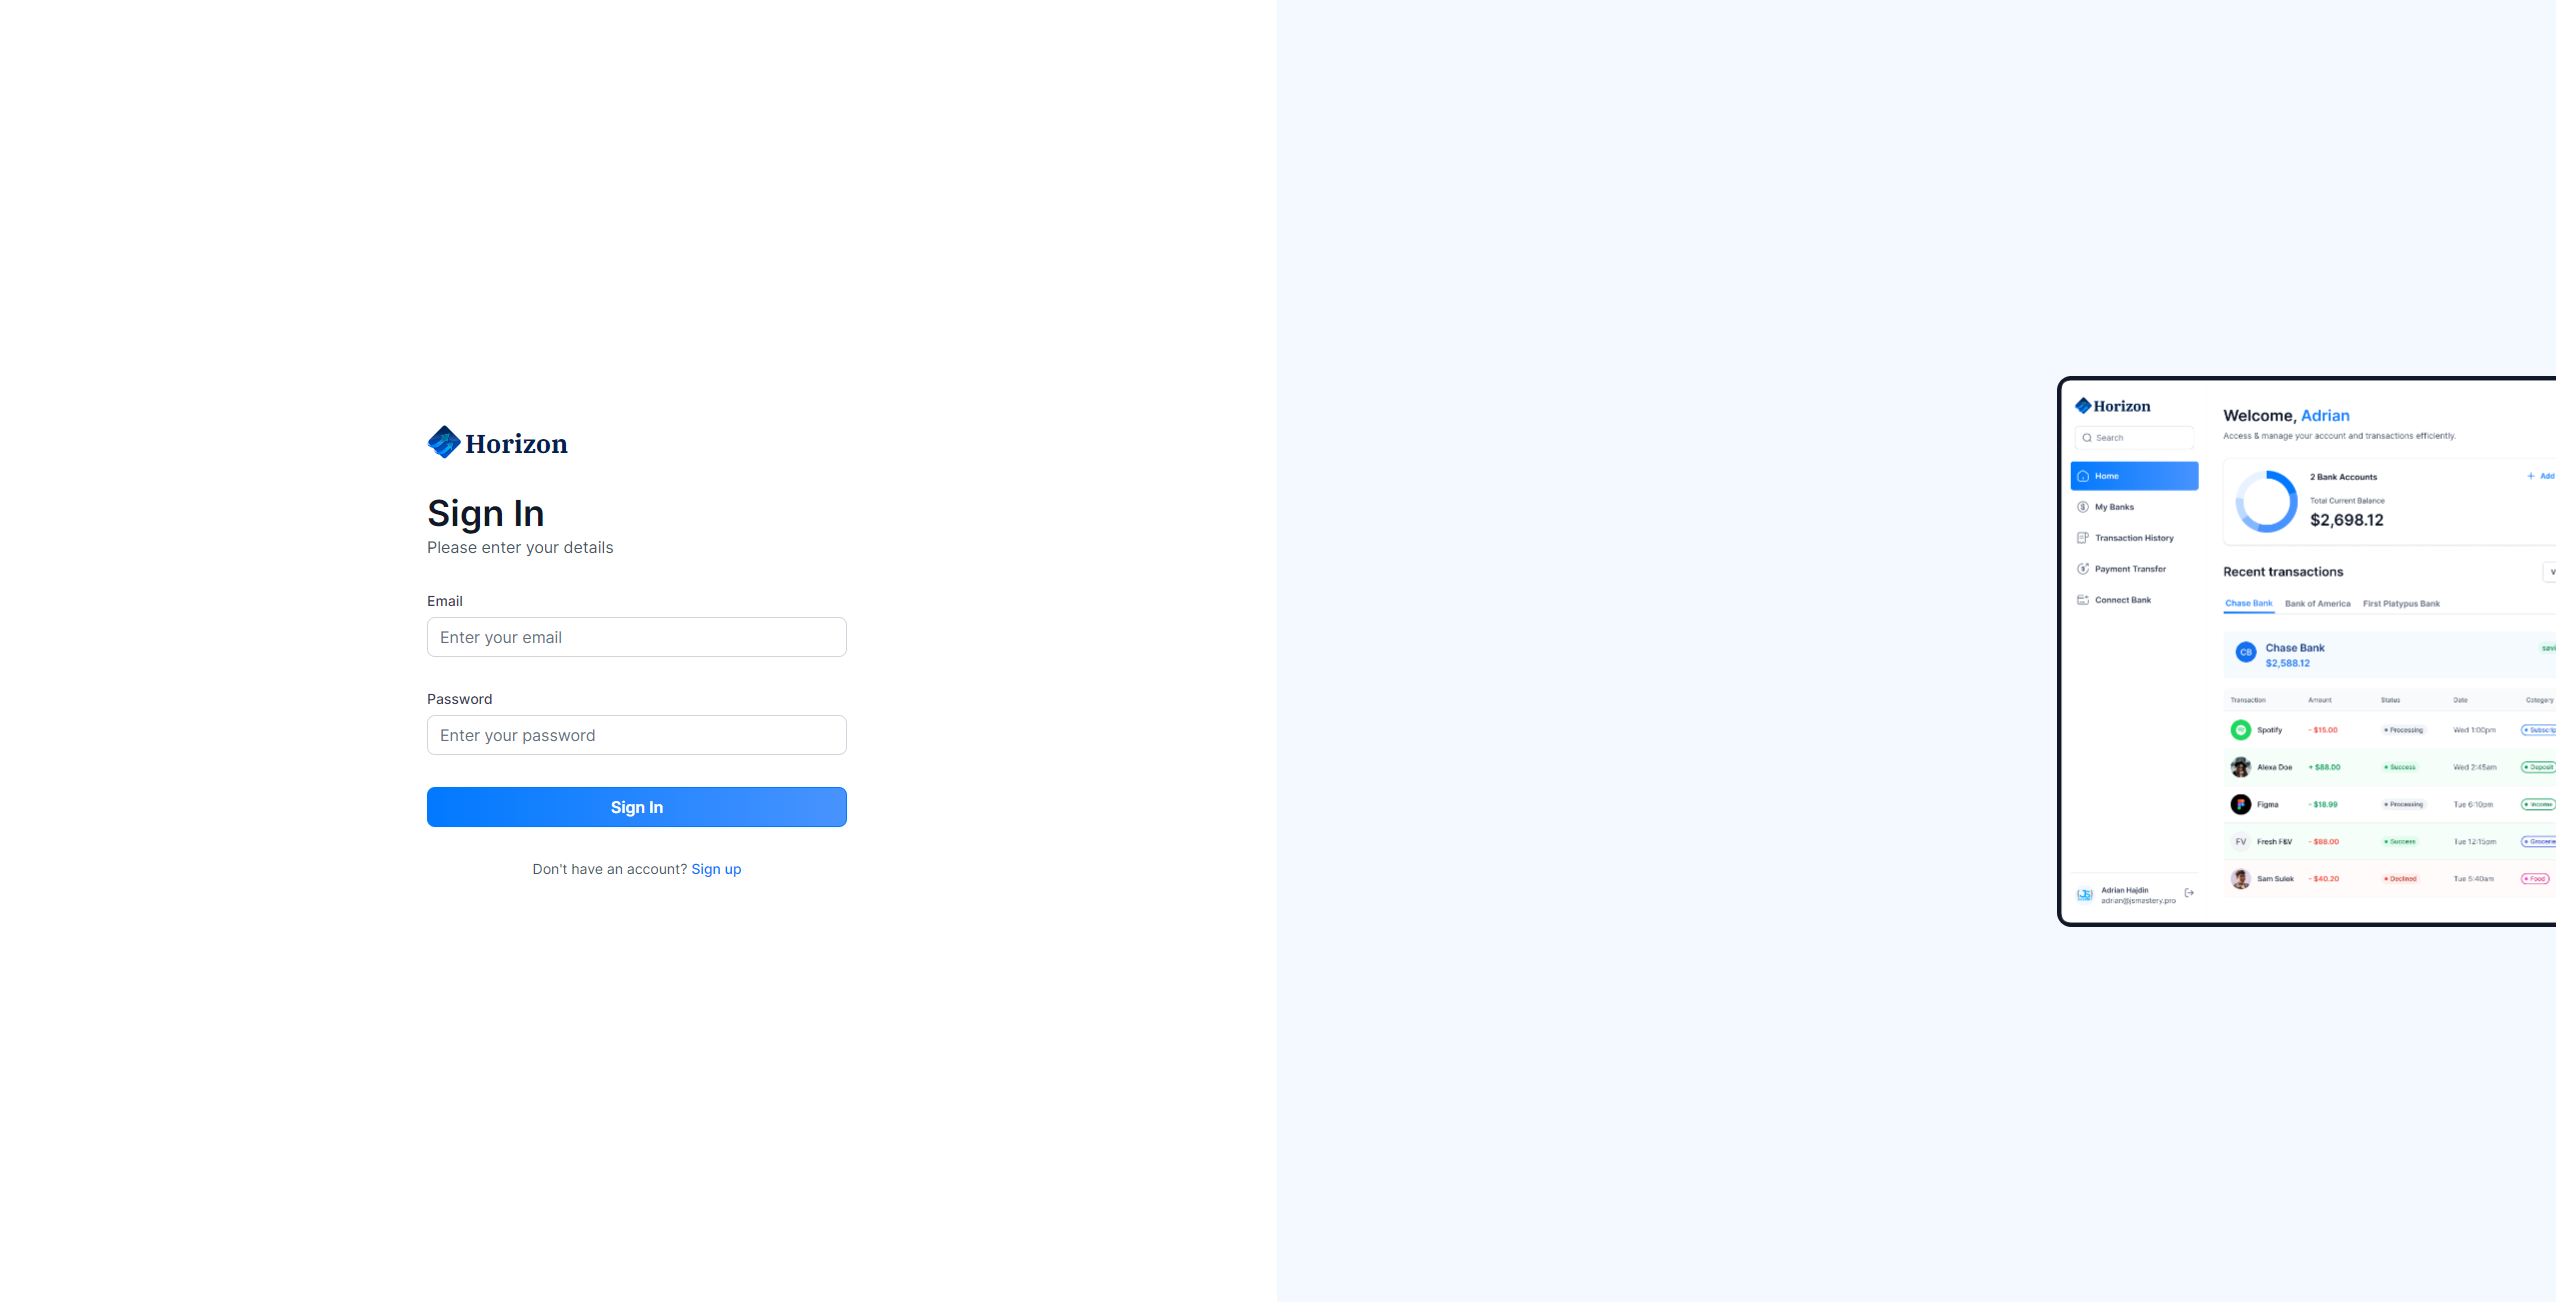 Horizon
Sign In
Please enter your details
Email
Enter your email
Password
Enter your password
Sign In
Don't have an account? Sign up
Horizon
Search
Home
My Banks
Transaction History
Payment Transfer
Connect Bank
Adrian Hajdin
adrian@jsmastery.pro
Welcome, Adrian
Access & manage your account and transactions efficiently.
2 Bank Accounts
+ Add
Total Current Balance
$2,698.12
Recent transactions
Chase Bank Bank of America First Platypus Bank
CB Chase Bank
$2,588.12
Transaction Amount Status Date Category
Spotify - $15.00 Processing Wed 1:00pm
Alexa Doe + $88.00 Success Wed 2:45am Deposit
Figma - $18.99 Processing Tue 6:10pm Income
FV Fresh F&V - $88.00 Success Tue 12:15pm
Sam Sulek - $40.20 Declined Tue 5:40am Food